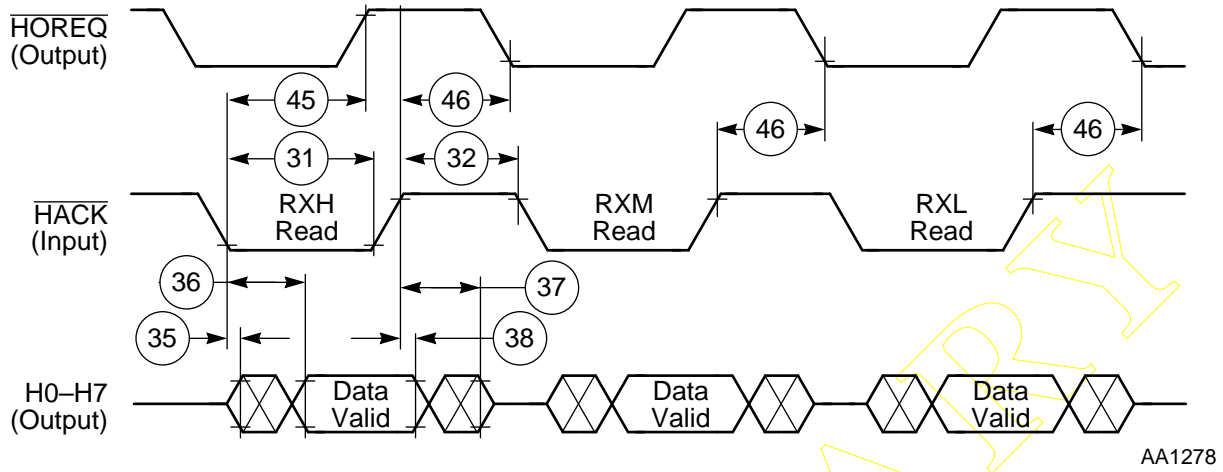 HOREQ
(Output)
45
46
46
46
31
32
HACK
(Input)
RXH
Read
RXM
Read
RXL
Read
36
37
35
38
H0–H7
(Output)
Data
Valid
Data
Valid
Data
Valid
AA1278
ARY